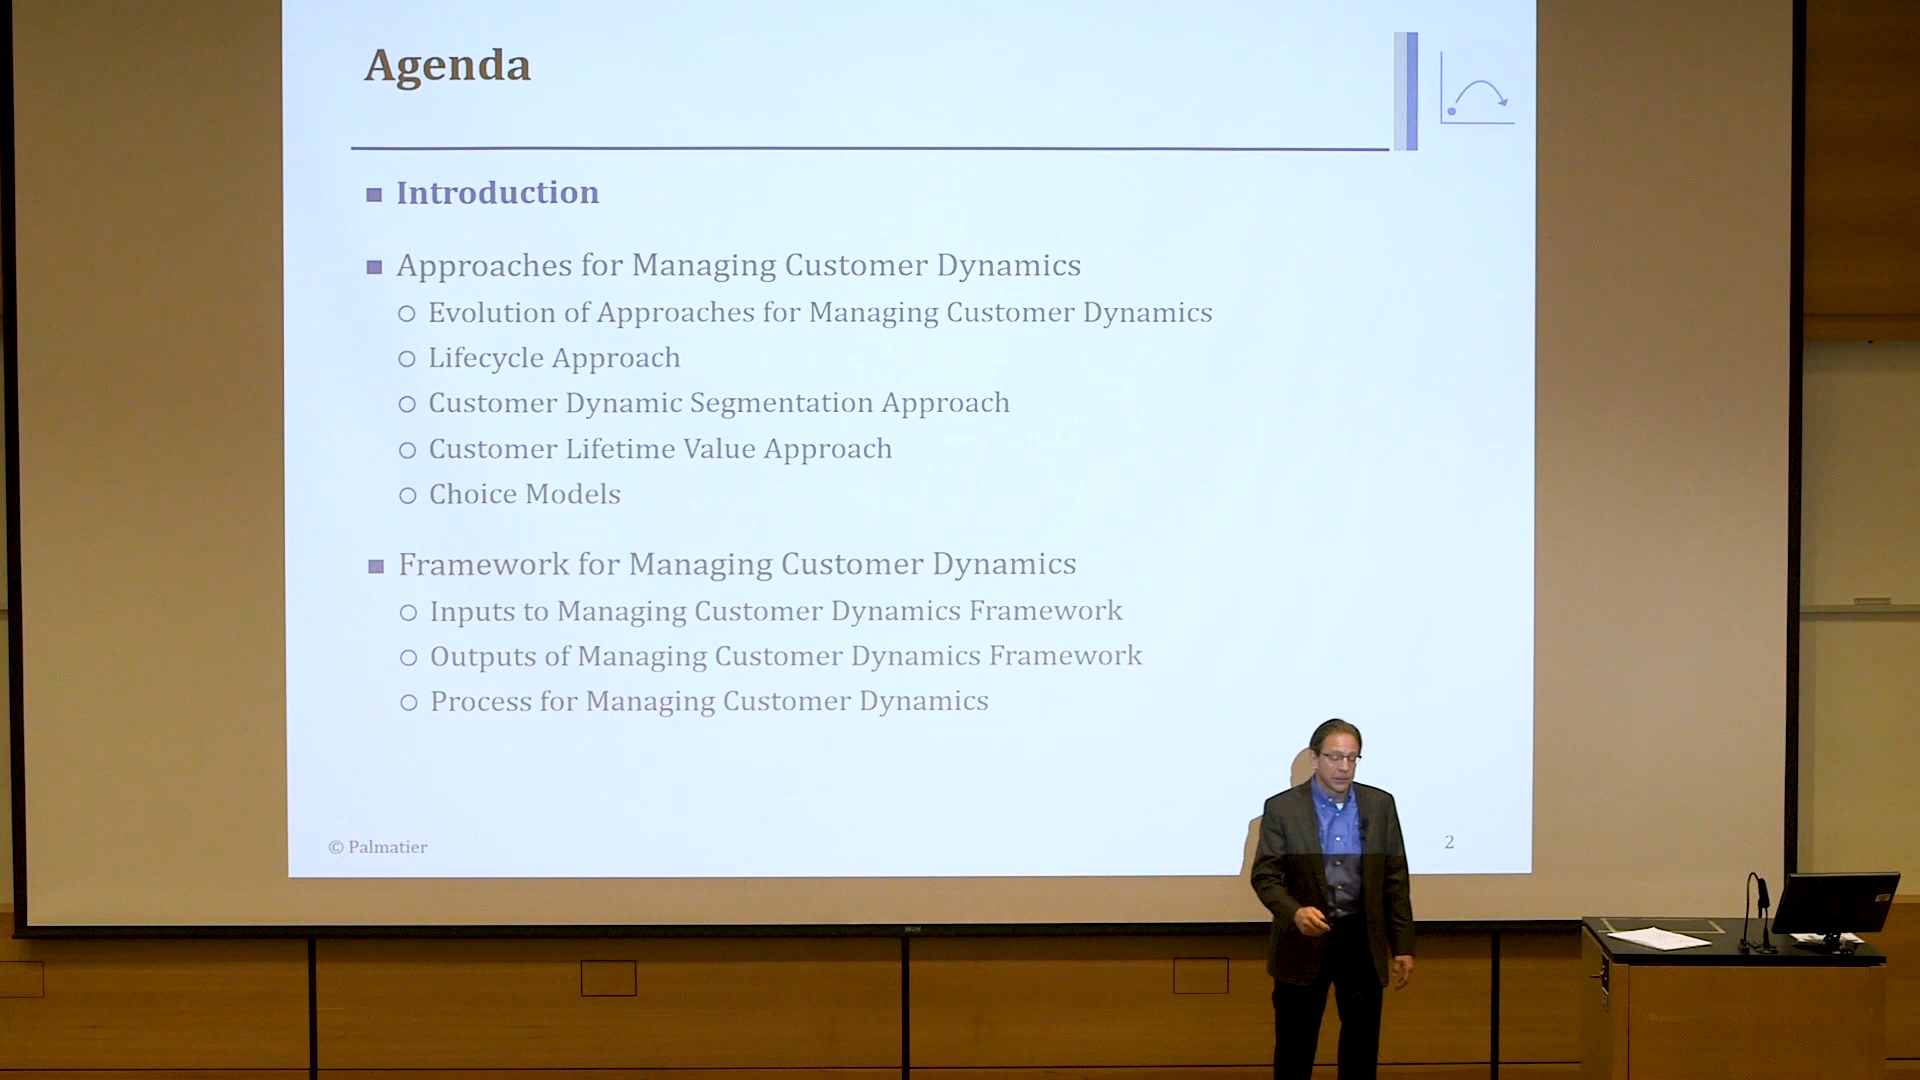 Agenda
Introduction
Approaches for Managing Customer Dynamics
Evolution of Approaches for Managing Customer Dynamics
Lifecycle Approach
Customer Dynamic Segmentation Approach
Customer Lifetime Value Approach
Choice Models
Framework for Managing Customer Dynamics
Inputs to Managing Customer Dynamics Framework
Outputs of Managing Customer Dynamics Framework
Process for Managing Customer Dynamics
© Palmatier
2